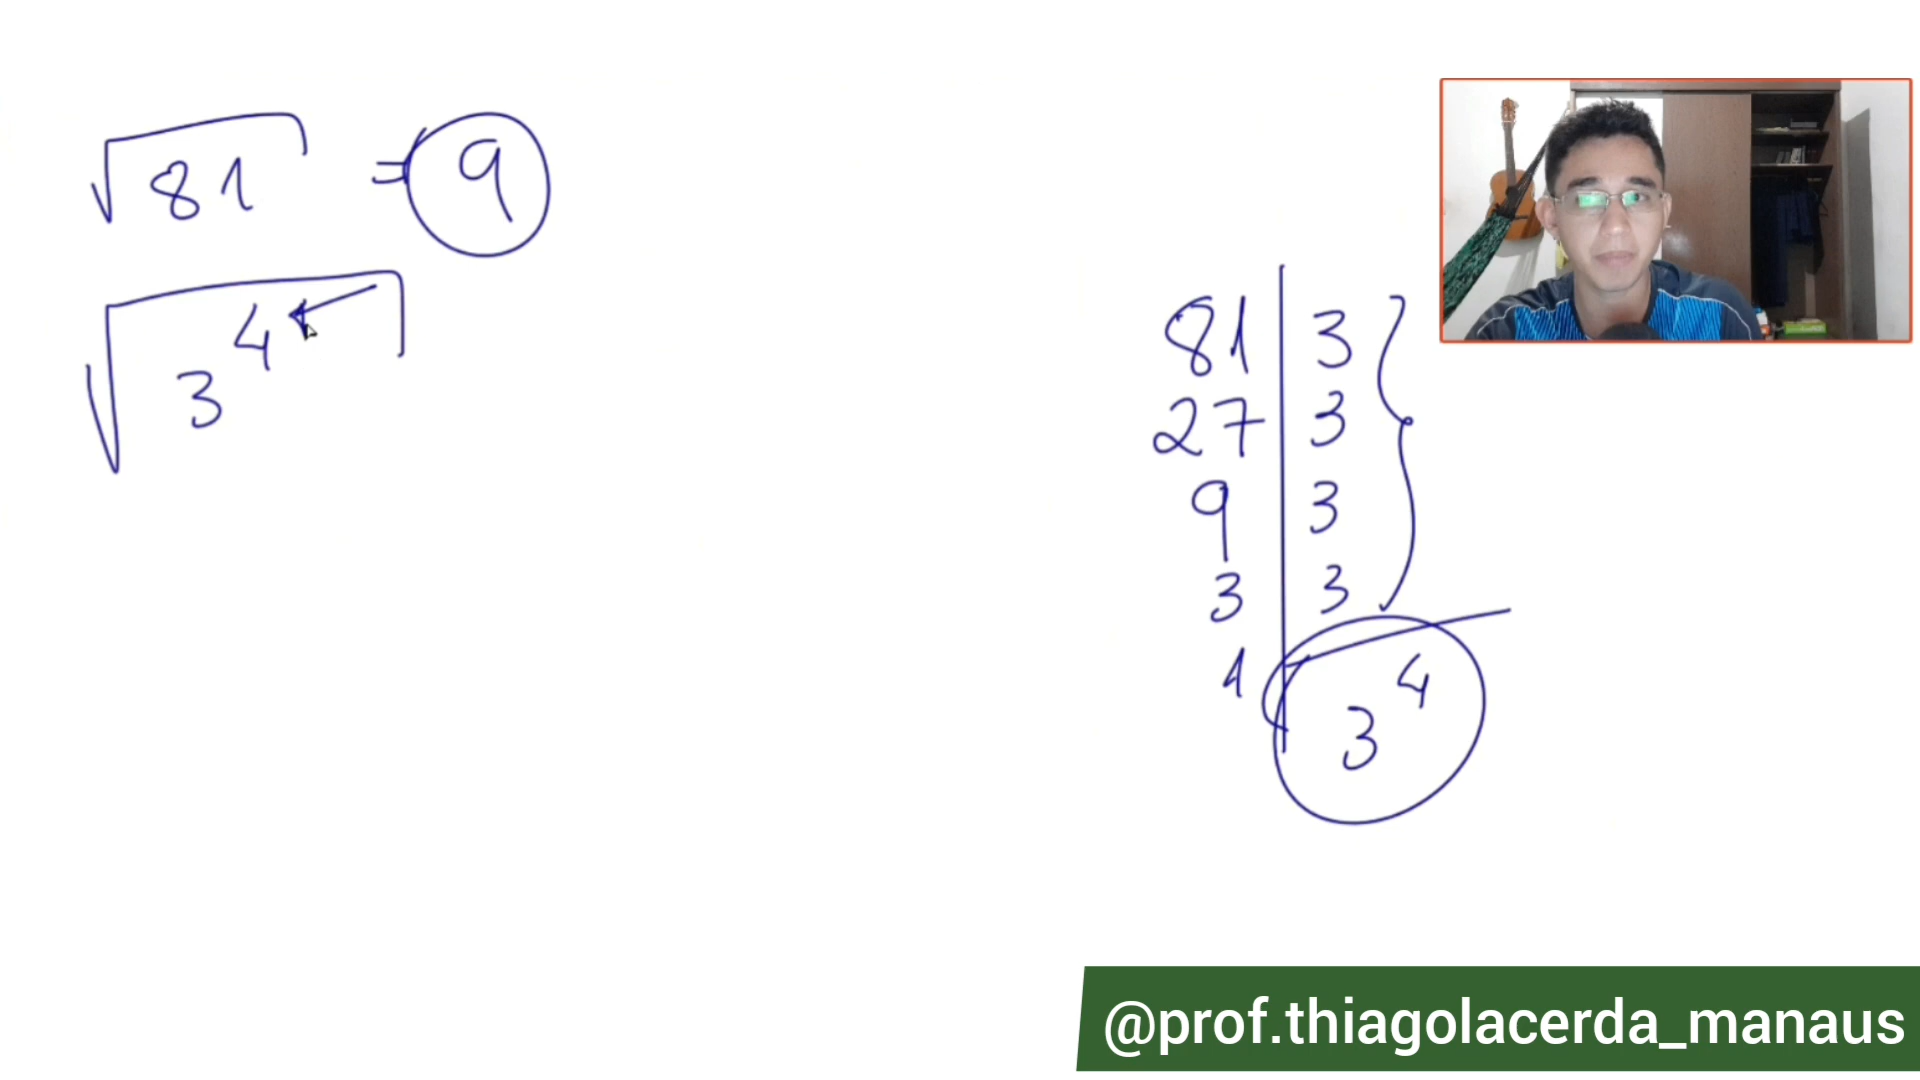 √81 = 9
√3⁴
81 | 3
27 | 3
9 | 3
3 | 3
1 | 3⁴
@prof.thiagolacerda_manaus